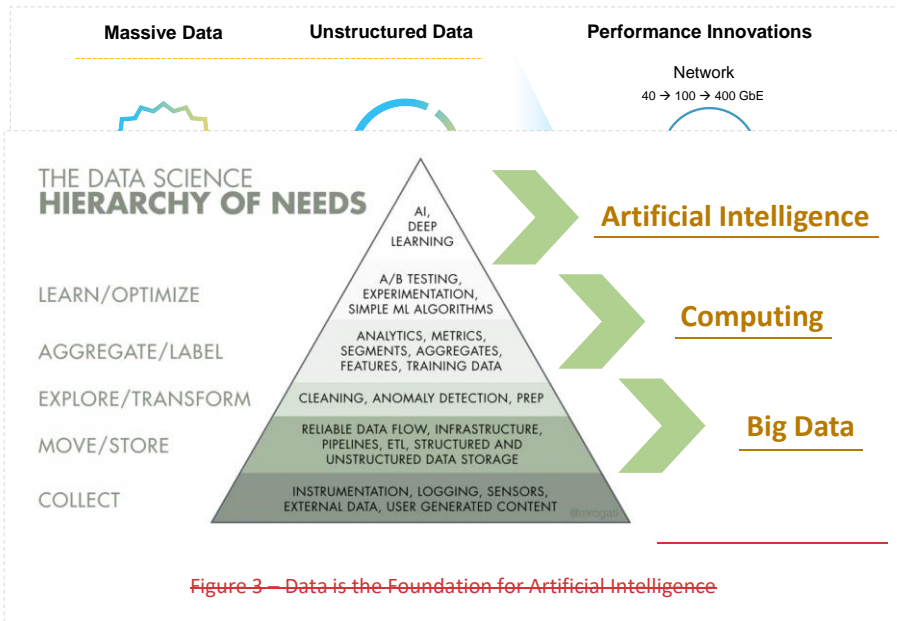 Massive Data
Unstructured Data
Performance Innovations
Network
40 → 100 → 400 GbE
THE DATA SCIENCE
HIERARCHY OF NEEDS
AI,
DEEP
LEARNING
Artificial Intelligence
LEARN/OPTIMIZE
A/B TESTING,
EXPERIMENTATION,
SIMPLE ML ALGORITHMS
Computing
AGGREGATE/LABEL
ANALYTICS, METRICS,
SEGMENTS, AGGREGATES,
FEATURES, TRAINING DATA
EXPLORE/TRANSFORM
CLEANING, ANOMALY DETECTION, PREP
Big Data
MOVE/STORE
RELIABLE DATA FLOW, INFRASTRUCTURE,
PIPELINES, ETL, STRUCTURED AND
UNSTRUCTURED DATA STORAGE
COLLECT
INSTRUMENTATION, LOGGING, SENSORS,
EXTERNAL DATA, USER GENERATED CONTENT
@mrogati
Figure 3 – Data is the Foundation for Artificial Intelligence